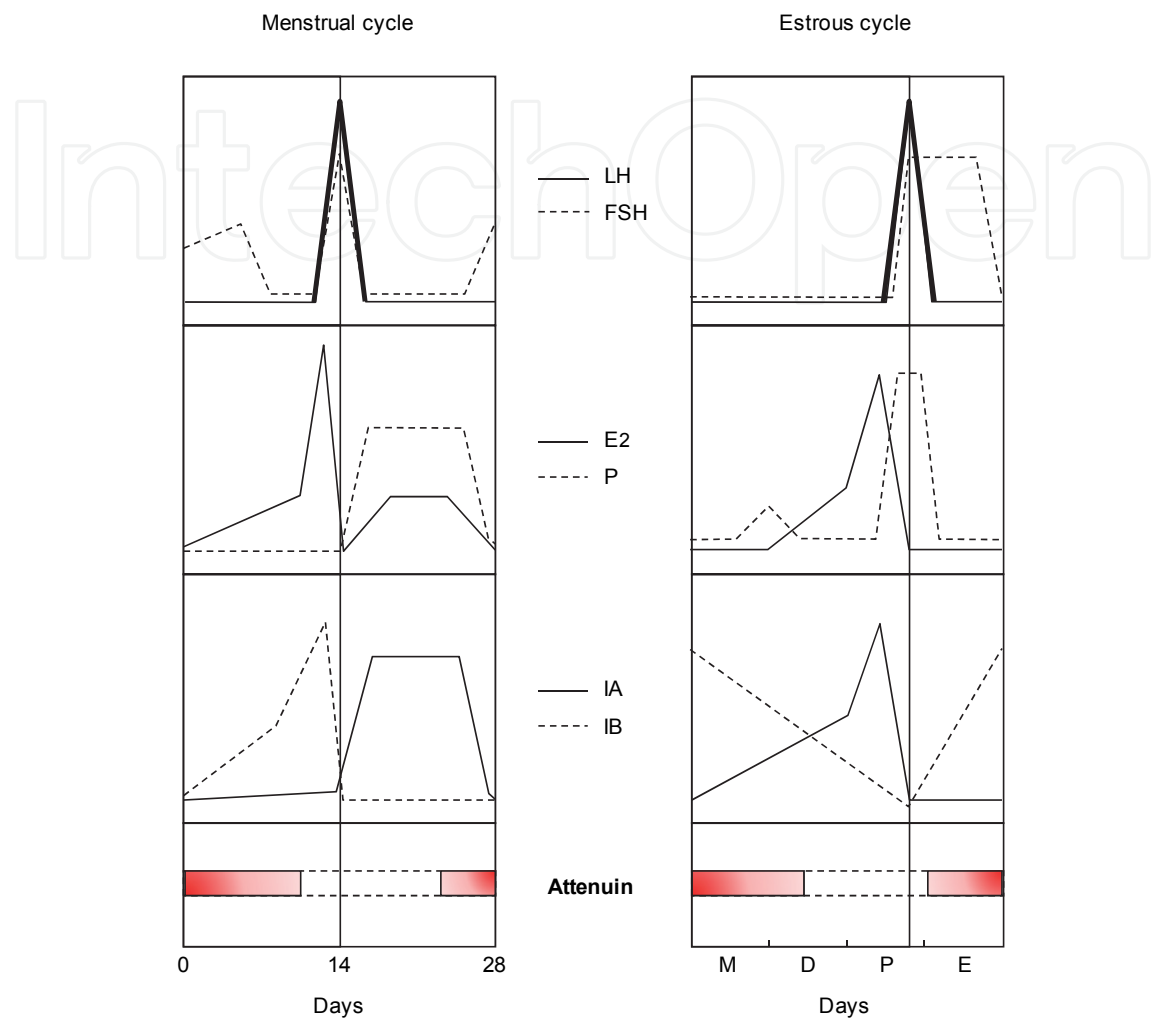 Menstrual cycle
Estrous cycle
IntechOpen
LH
FSH
E2
P
IA
IB
Attenuin
0 14 28
M D P E
Days
Days